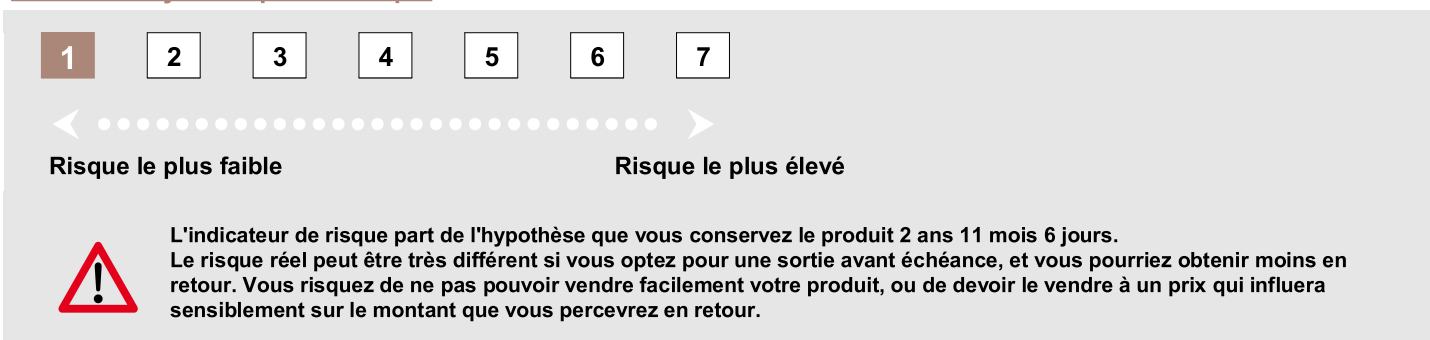 1 2 3 4 5 6 7
Risque le plus faible Risque le plus élevé
L'indicateur de risque part de l'hypothèse que vous conservez le produit 2 ans 11 mois 6 jours.
Le risque réel peut être très différent si vous optez pour une sortie avant échéance, et vous pourriez obtenir moins en
retour. Vous risquez de ne pas pouvoir vendre facilement votre produit, ou de devoir le vendre à un prix qui influera
sensiblement sur le montant que vous percevrez en retour.